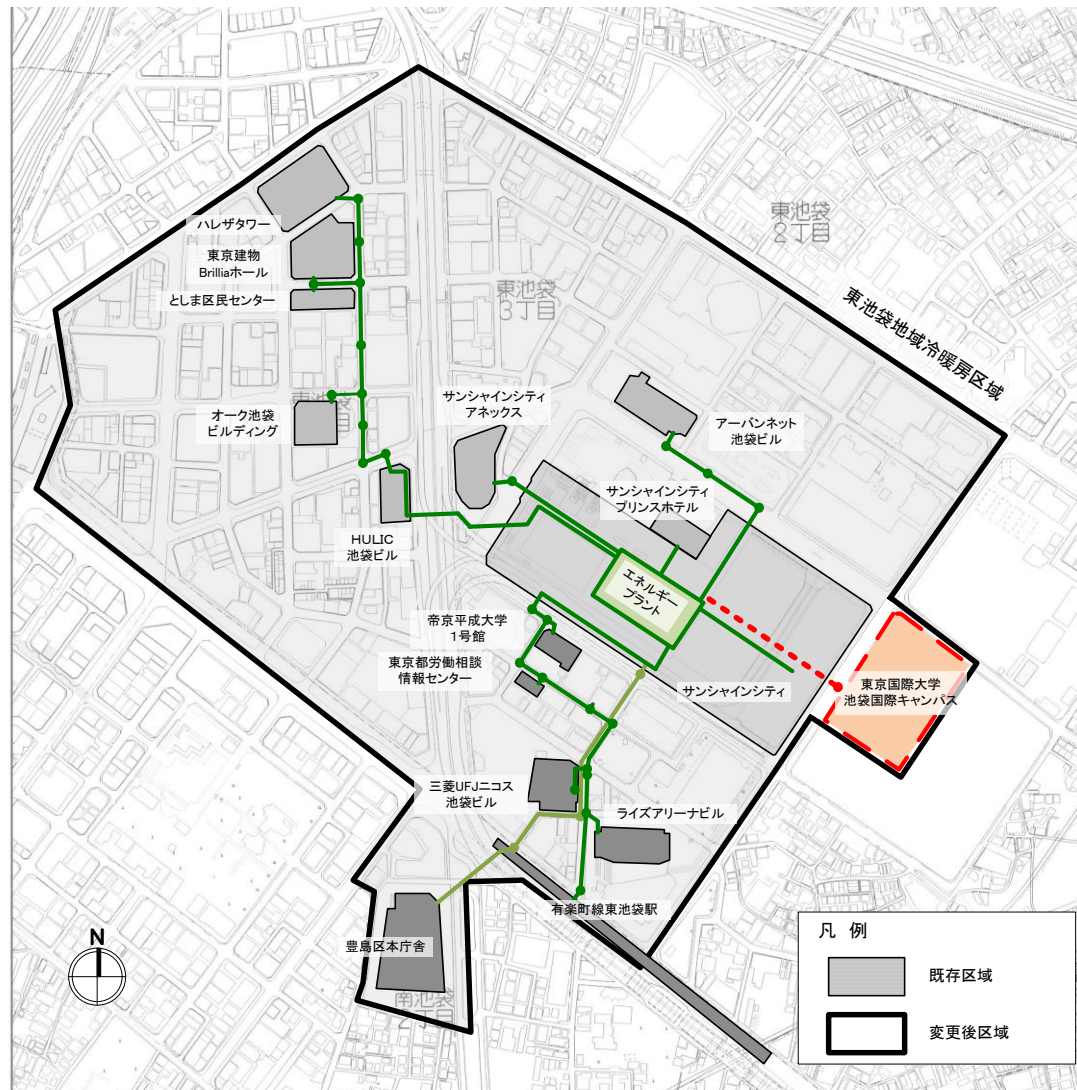 東池袋
2丁目
ハレザタワー
東京建物
Brilliaホール
としま区民センター
東池袋
3丁目
東池袋地域冷暖房区域
オーク池袋
ビルディング
サンシャインシティ
アネックス
アーバンネット
池袋ビル
サンシャインシティ
プリンスホテル
HULIC
池袋ビル
エネルギー
プラント
帝京平成大学
1号館
東京都労働相談
情報センター
サンシャインシティ
東京国際大学
池袋国際キャンパス
三菱UFJニコス
池袋ビル
ライズアリーナビル
有楽町線東池袋駅
豊島区本庁舎
南池袋
2丁目
N
凡 例
既存区域
変更後区域